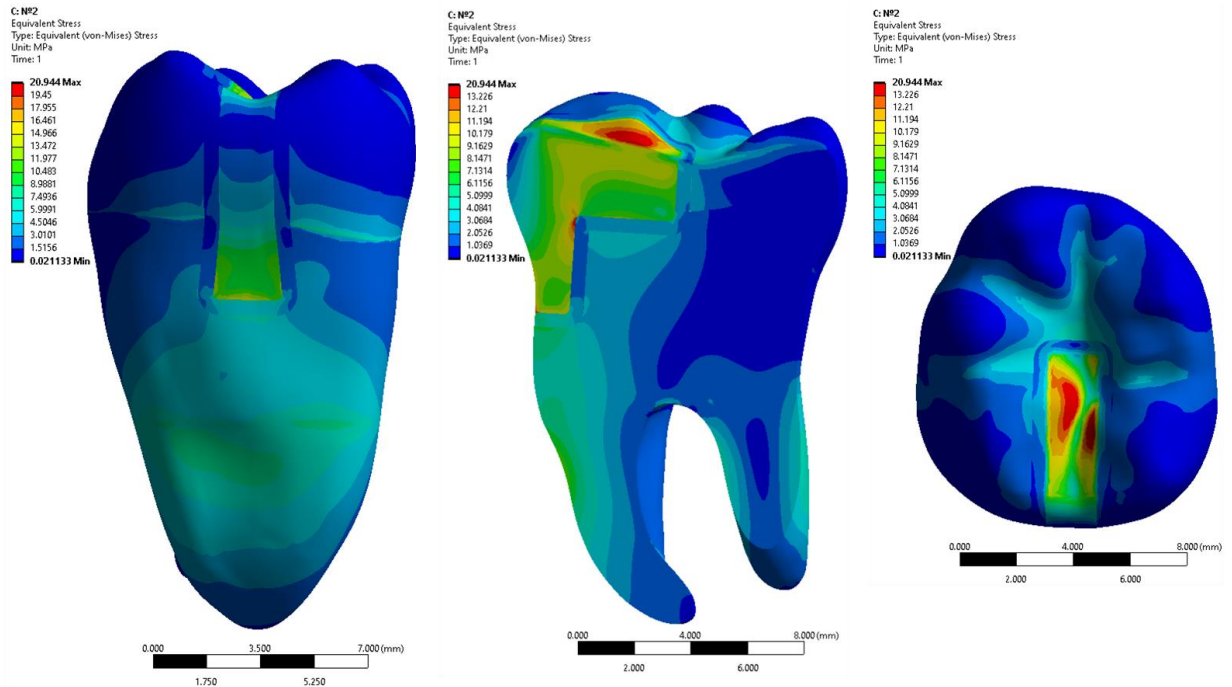 C: №2
Equivalent Stress
Type: Equivalent (von-Mises) Stress
Unit: MPa
Time: 1
20.944 Max
19.45
17.955
16.461
14.966
13.472
11.977
10.483
8.9881
7.4936
5.9991
4.5046
3.0101
1.5156
0.021133 Min
0.000
3.500
7.000 (mm)
1.750
5.250
C: №2
Equivalent Stress
Type: Equivalent (von-Mises) Stress
Unit: MPa
Time: 1
20.944 Max
13.226
12.21
11.194
10.179
9.1629
8.1471
7.1314
6.1156
5.0999
4.0841
3.0684
2.0526
1.0369
0.021133 Min
0.000
4.000
8.000 (mm)
2.000
6.000
C: №2
Equivalent Stress
Type: Equivalent (von-Mises) Stress
Unit: MPa
Time: 1
20.944 Max
13.226
12.21
11.194
10.179
9.1629
8.1471
7.1314
6.1156
5.0999
4.0841
3.0684
2.0526
1.0369
0.021133 Min
0.000
4.000
8.000 (mm)
2.000
6.000